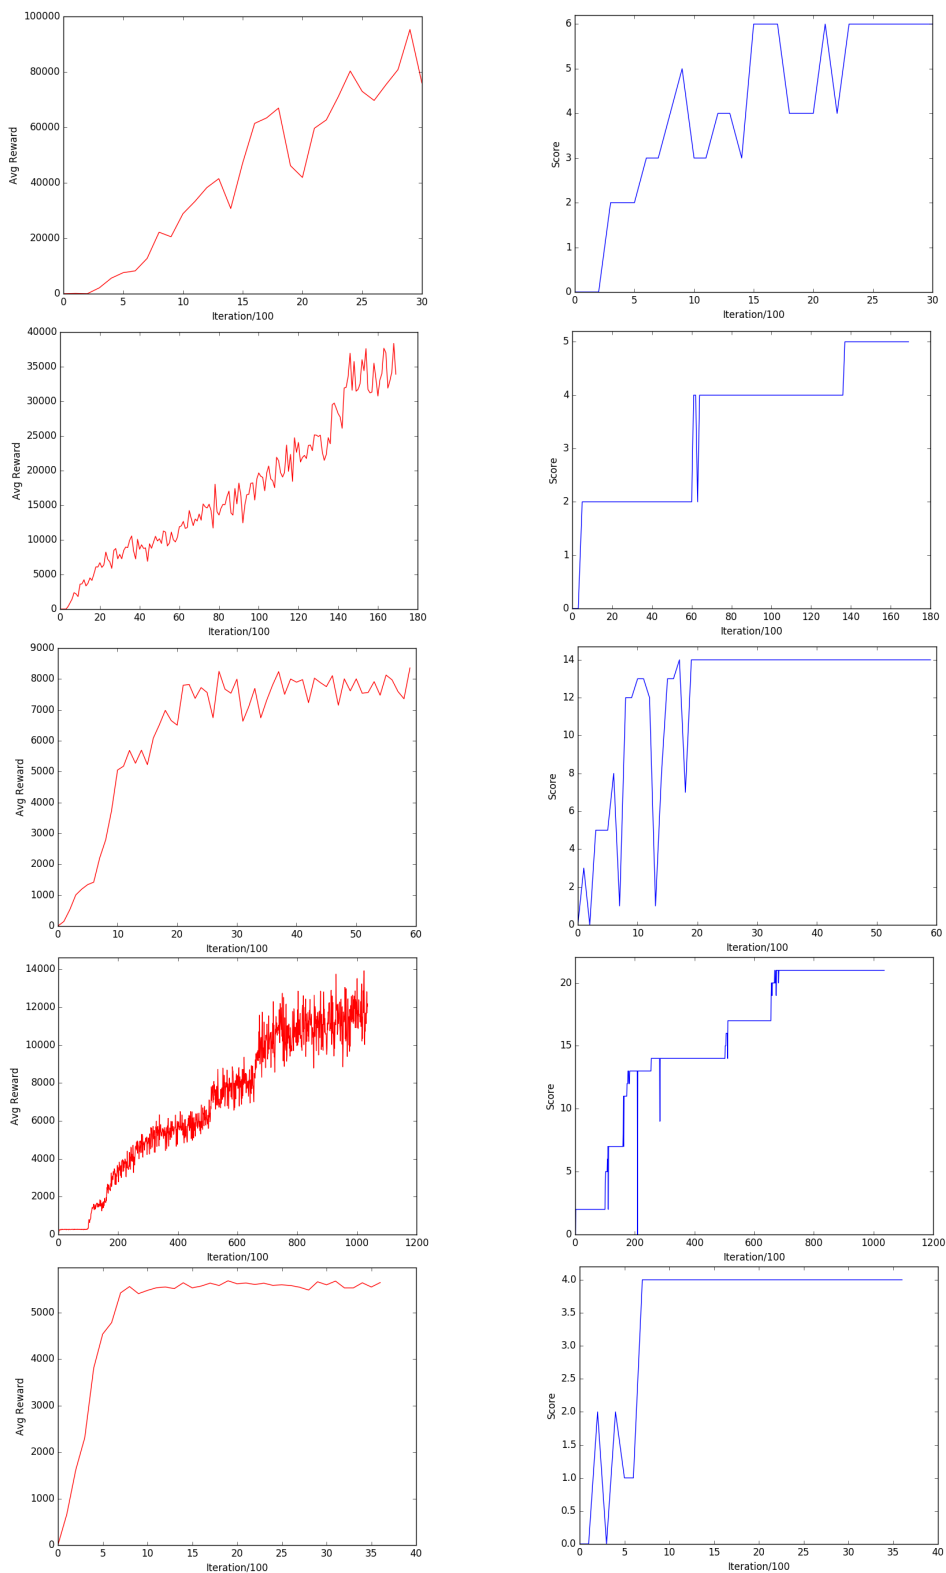 100000
80000
60000
40000
20000
0
Avg Reward
0 5 10 15 20 25 30
Iteration/100
6
5
4
3
2
1
0
Score
0 5 10 15 20 25 30
Iteration/100
40000
35000
30000
25000
20000
15000
10000
5000
0
Avg Reward
0 20 40 60 80 100 120 140 160 180
Iteration/100
5
4
3
2
1
0
Score
0 20 40 60 80 100 120 140 160 180
Iteration/100
9000
8000
7000
6000
5000
4000
3000
2000
1000
0
Avg Reward
0 10 20 30 40 50 60
Iteration/100
14
12
10
8
6
4
2
0
Score
0 10 20 30 40 50 60
Iteration/100
14000
12000
10000
8000
6000
4000
2000
0
Avg Reward
0 200 400 600 800 1000 1200
Iteration/100
20
15
10
5
0
Score
0 200 400 600 800 1000 1200
Iteration/100
5000
4000
3000
2000
1000
0
Avg Reward
0 5 10 15 20 25 30 35 40
Iteration/100
4.0
3.5
3.0
2.5
2.0
1.5
1.0
0.5
0.0
Score
0 5 10 15 20 25 30 35 40
Iteration/100